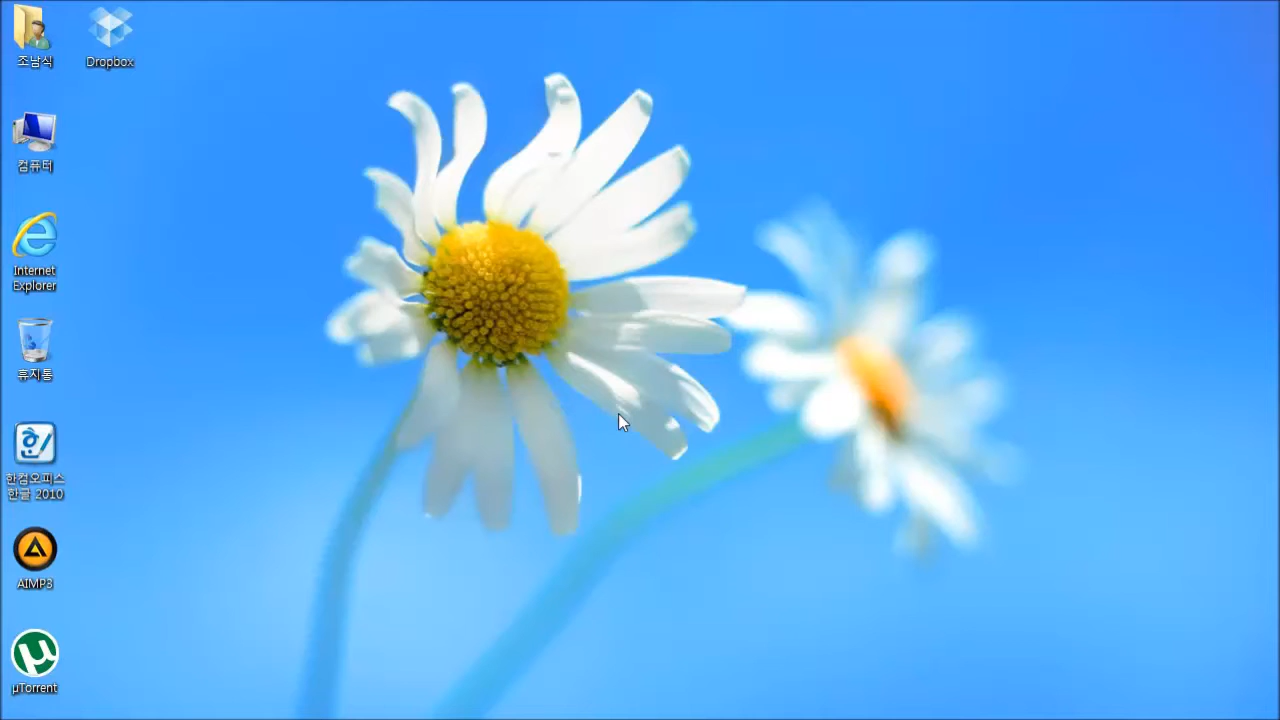 조남식
Dropbox
컴퓨터
Internet
Explorer
휴지통
한컴오피스
한글 2010
AIMP3
µTorrent